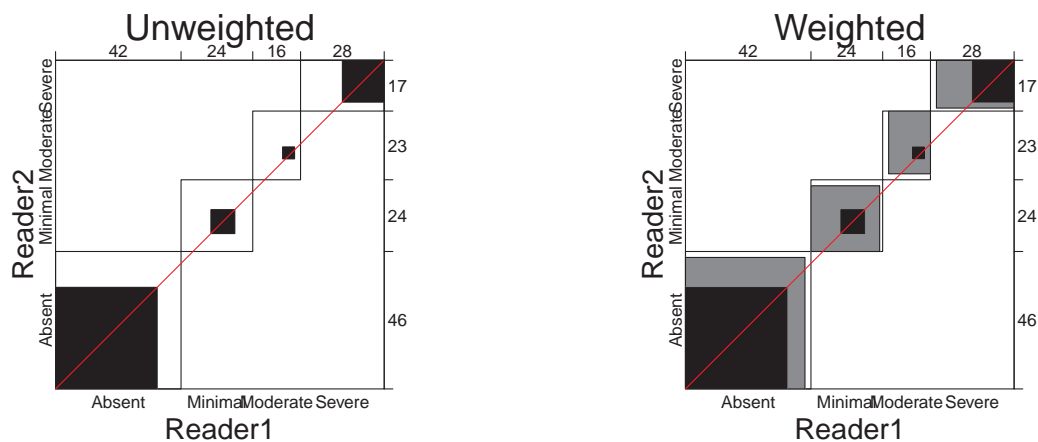 Unweighted
42 24 16 28
Severe 17
Moderate 23
Minimal 24
Absent 46
Reader2
Absent Minimal Moderate Severe
Reader1
Weighted
42 24 16 28
Severe 17
Moderate 23
Minimal 24
Absent 46
Reader2
Absent Minimal Moderate Severe
Reader1